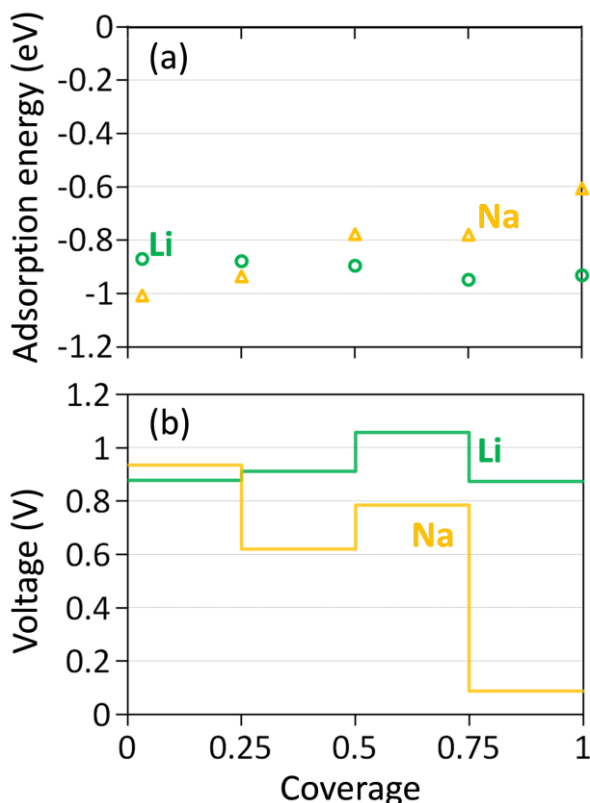 Adsorption energy (eV)
0
-0.2
-0.4
-0.6
-0.8
-1
-1.2
(a)
Li
Na
Voltage (V)
1.2
1
0.8
0.6
0.4
0.2
0
(b)
Li
Na
0 0.25 0.5 0.75 1
Coverage